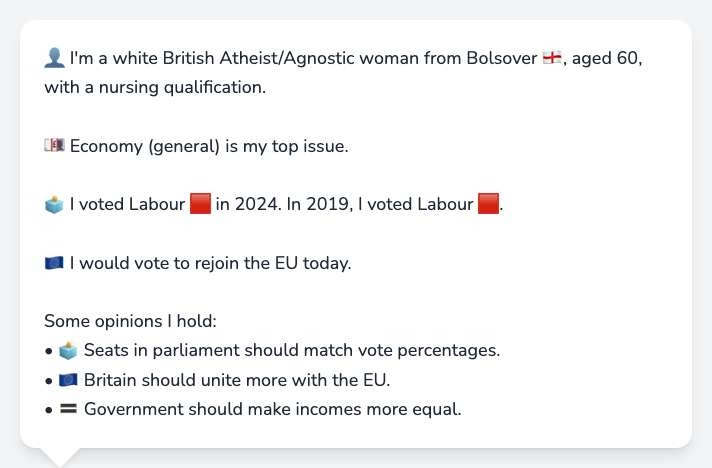 👤 I'm a white British Atheist/Agnostic woman from Bolsover 🏴󠁧󠁢󠁥󠁮󠁧󠁿, aged 60,
with a nursing qualification.
💷 Economy (general) is my top issue.
🗳️ I voted Labour 🟥 in 2024. In 2019, I voted Labour 🟥.
🇪🇺 I would vote to rejoin the EU today.
Some opinions I hold:
• 🗳️ Seats in parliament should match vote percentages.
• 🇪🇺 Britain should unite more with the EU.
• 🟰 Government should make incomes more equal.